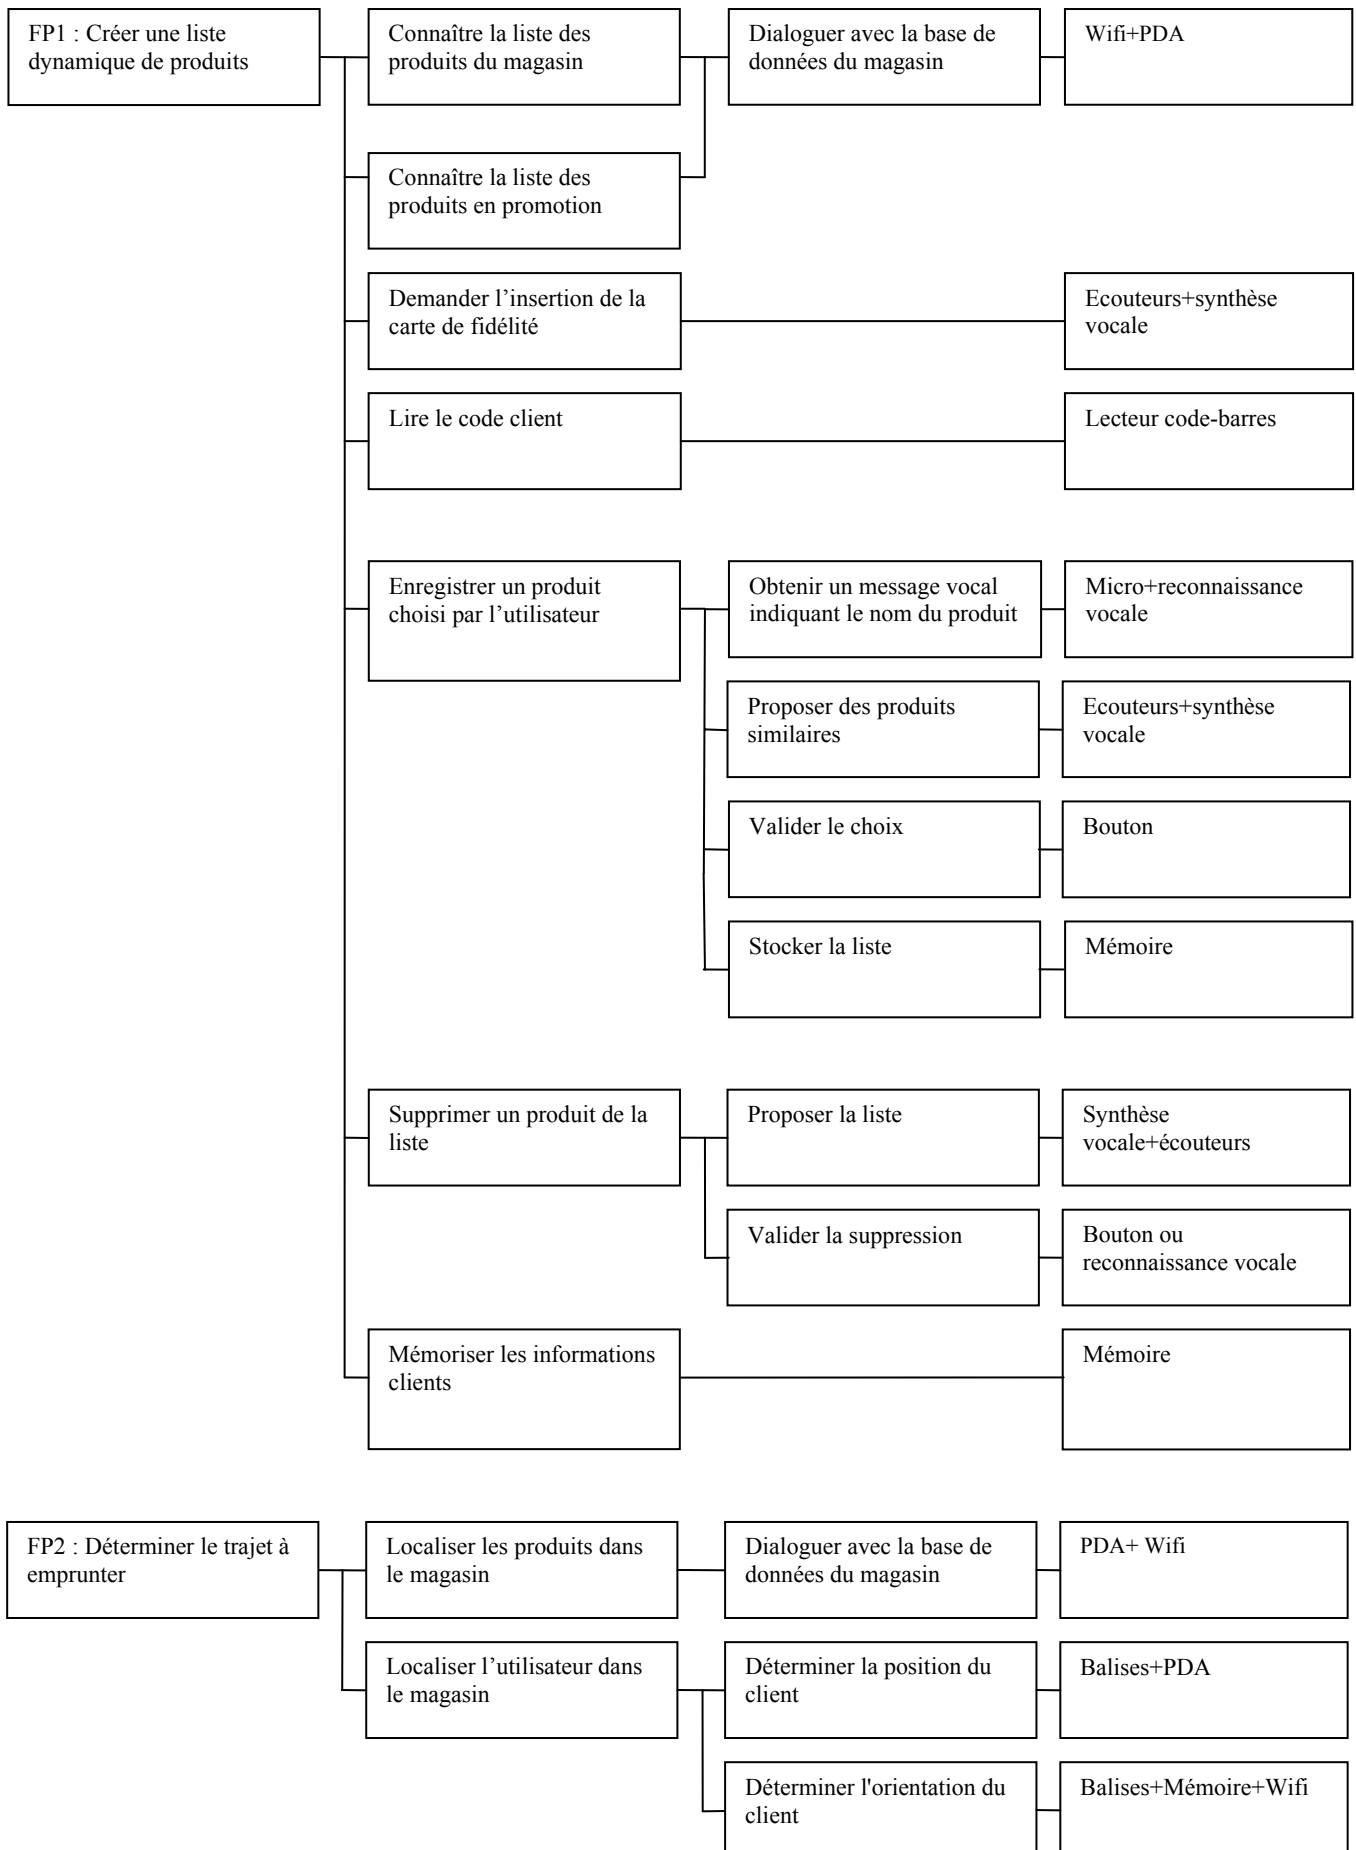 FP1 : Créer une liste
dynamique de produits
Connaître la liste des
produits du magasin
Dialoguer avec la base de
données du magasin
Wifi+PDA
Connaître la liste des
produits en promotion
Demander l’insertion de la
carte de fidélité
Ecouteurs+synthèse
vocale
Lire le code client
Lecteur code-barres
Enregistrer un produit
choisi par l’utilisateur
Obtenir un message vocal
indiquant le nom du produit
Micro+reconnaissance
vocale
Proposer des produits
similaires
Ecouteurs+synthèse
vocale
Valider le choix
Bouton
Stocker la liste
Mémoire
Supprimer un produit de la
liste
Proposer la liste
Synthèse
vocale+écouteurs
Valider la suppression
Bouton ou
reconnaissance vocale
Mémoriser les informations
clients
Mémoire
FP2 : Déterminer le trajet à
emprunter
Localiser les produits dans
le magasin
Dialoguer avec la base de
données du magasin
PDA+ Wifi
Localiser l’utilisateur dans
le magasin
Déterminer la position du
client
Balises+PDA
Déterminer l'orientation du
client
Balises+Mémoire+Wifi